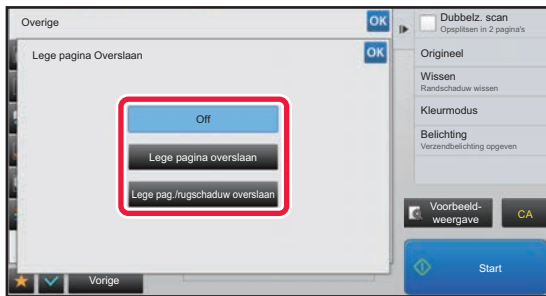 Overige
OK
Lege pagina Overslaan
OK
Off
Lege pagina overslaan
Lege pag./rugschaduw overslaan
Vorige
Dubbelz. scan
Opsplitsen in 2 pagina's
Origineel
Wissen
Randschaduw wissen
Kleurmodus
Belichting
Verzendbelichting opgeven
Voorbeeld-
weergave
CA
Start